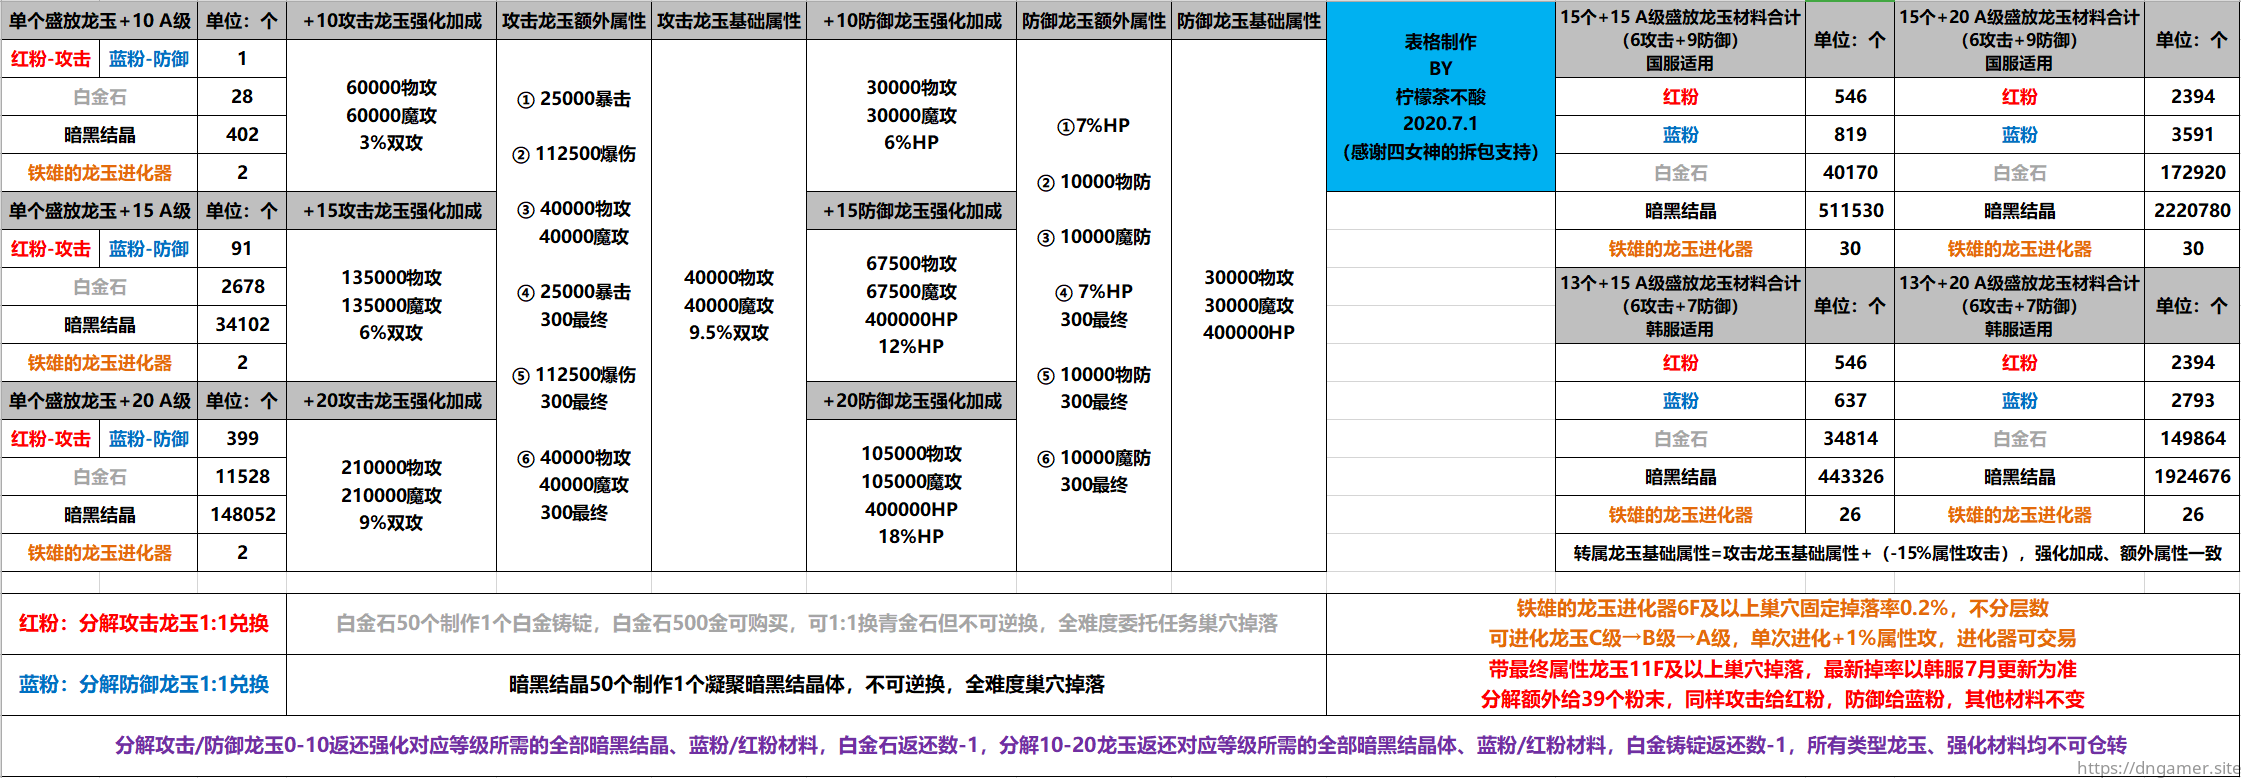 单个盛放龙玉+10 A级
单位：个
红粉-攻击
蓝粉-防御
1
白金石
28
暗黑结晶
402
铁雄的龙玉进化器
2
单个盛放龙玉+15 A级
单位：个
红粉-攻击
蓝粉-防御
91
白金石
2678
暗黑结晶
34102
铁雄的龙玉进化器
2
单个盛放龙玉+20 A级
单位：个
红粉-攻击
蓝粉-防御
399
白金石
11528
暗黑结晶
148052
铁雄的龙玉进化器
2
+10攻击龙玉强化加成
60000物攻
60000魔攻
3%双攻
+15攻击龙玉强化加成
135000物攻
135000魔攻
6%双攻
+20攻击龙玉强化加成
210000物攻
210000魔攻
9%双攻
攻击龙玉额外属性
① 25000暴击
② 112500爆伤
③ 40000物攻
40000魔攻
④ 25000暴击
300最终
⑤ 112500爆伤
300最终
⑥ 40000物攻
40000魔攻
300最终
攻击龙玉基础属性
40000物攻
40000魔攻
9.5%双攻
+10防御龙玉强化加成
30000物攻
30000魔攻
6%HP
+15防御龙玉强化加成
67500物攻
67500魔攻
400000HP
12%HP
+20防御龙玉强化加成
105000物攻
105000魔攻
400000HP
18%HP
防御龙玉额外属性
①7%HP
② 10000物防
③ 10000魔防
④ 7%HP
300最终
⑤ 10000物防
300最终
⑥ 10000魔防
300最终
防御龙玉基础属性
30000物攻
30000魔攻
400000HP
表格制作
BY
柠檬茶不酸
2020.7.1
（感谢四女神的拆包支持）
15个+15 A级盛放龙玉材料合计
（6攻击+9防御）
国服适用
单位：个
红粉
546
蓝粉
819
白金石
40170
暗黑结晶
511530
铁雄的龙玉进化器
30
15个+20 A级盛放龙玉材料合计
（6攻击+9防御）
国服适用
单位：个
红粉
2394
蓝粉
3591
白金石
172920
暗黑结晶
2220780
铁雄的龙玉进化器
30
13个+15 A级盛放龙玉材料合计
（6攻击+7防御）
韩服适用
单位：个
红粉
546
蓝粉
637
白金石
34814
暗黑结晶
443326
铁雄的龙玉进化器
26
13个+20 A级盛放龙玉材料合计
（6攻击+7防御）
韩服适用
单位：个
红粉
2394
蓝粉
2793
白金石
149864
暗黑结晶
1924676
铁雄的龙玉进化器
26
转属龙玉基础属性=攻击龙玉基础属性+（-15%属性攻击），强化加成、额外属性一致
红粉：分解攻击龙玉1:1兑换
白金石50个制作1个白金铸锭，白金石500金可购买，可1:1换青金石但不可逆换，全难度委托任务巢穴掉落
铁雄的龙玉进化器6F及以上巢穴固定掉落率0.2%，不分层数
可进化龙玉C级→B级→A级，单次进化+1%属性攻，进化器可交易
蓝粉：分解防御龙玉1:1兑换
暗黑结晶50个制作1个凝聚暗黑结晶体，不可逆换，全难度巢穴掉落
带最终属性龙玉11F及以上巢穴掉落，最新掉率以韩服7月更新为准
分解额外给39个粉末，同样攻击给红粉，防御给蓝粉，其他材料不变
分解攻击/防御龙玉0-10返还强化对应等级所需的全部暗黑结晶、蓝粉/红粉材料，白金石返还数-1，分解10-20龙玉返还对应等级所需的全部暗黑结晶体、蓝粉/红粉材料，白金铸锭返还数-1，所有类型龙玉、强化材料均不可仓转
https://dngamer.site